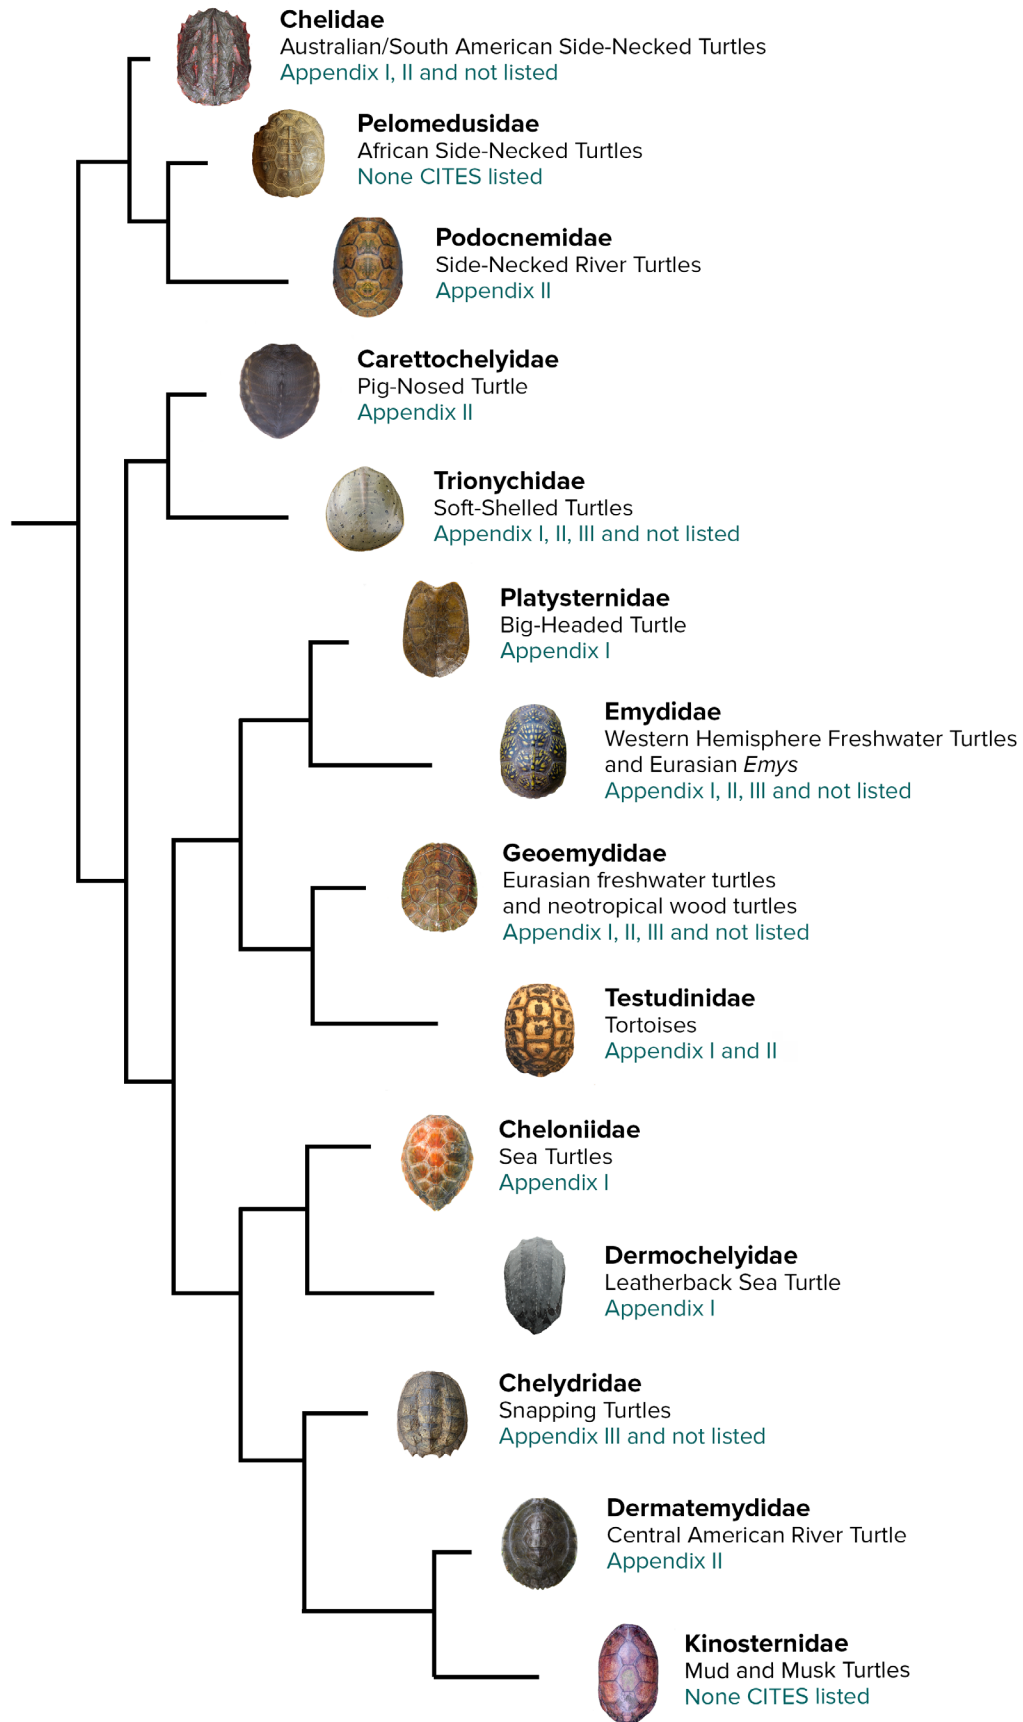 Chelidae
Australian/South American Side-Necked Turtles
Appendix I, II and not listed
Pelomedusidae
African Side-Necked Turtles
None CITES listed
Podocnemidae
Side-Necked River Turtles
Appendix II
Carettochelyidae
Pig-Nosed Turtle
Appendix II
Trionychidae
Soft-Shelled Turtles
Appendix I, II, III and not listed
Platysternidae
Big-Headed Turtle
Appendix I
Emydidae
Western Hemisphere Freshwater Turtles
and Eurasian Emys
Appendix I, II, III and not listed
Geoemydidae
Eurasian freshwater turtles
and neotropical wood turtles
Appendix I, II, III and not listed
Testudinidae
Tortoises
Appendix I and II
Cheloniidae
Sea Turtles
Appendix I
Dermochelyidae
Leatherback Sea Turtle
Appendix I
Chelydridae
Snapping Turtles
Appendix III and not listed
Dermatemydidae
Central American River Turtle
Appendix II
Kinosternidae
Mud and Musk Turtles
None CITES listed